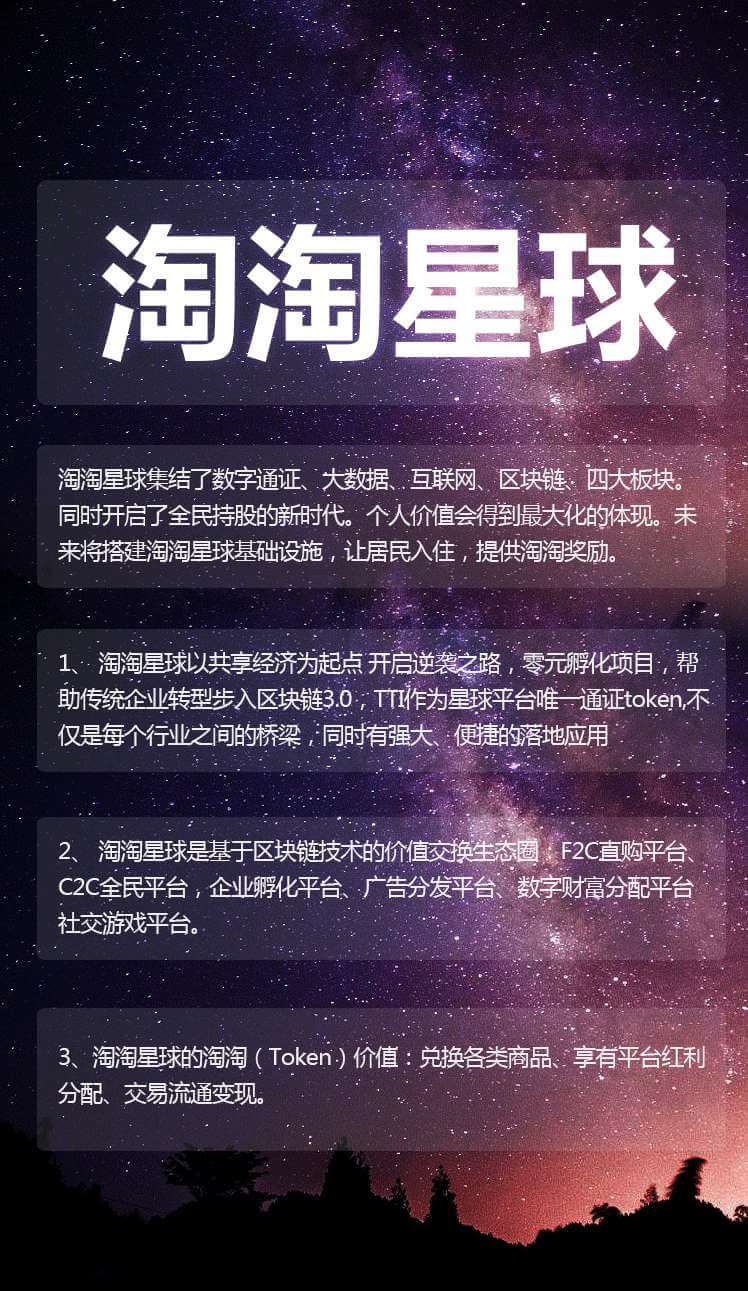 淘淘星球
淘淘星球集结了数字通证、大数据、互联网、区块链、四大板块。
同时开启了全民持股的新时代。个人价值会得到最大化的体现。未
来将搭建淘淘星球基础设施，让居民入住，提供淘淘奖励。
1、 淘淘星球以共享经济为起点 开启逆袭之路，零元孵化项目，帮
助传统企业转型步入区块链3.0，TTI作为星球平台唯一通证token,不
仅是每个行业之间的桥梁，同时有强大、便捷的落地应用
2、 淘淘星球是基于区块链技术的价值交换生态圈：F2C直购平台、
C2C全民平台，企业孵化平台、广告分发平台、数字财富分配平台
社交游戏平台。
3、淘淘星球的淘淘（Token）价值：兑换各类商品、享有平台红利
分配、交易流通变现。